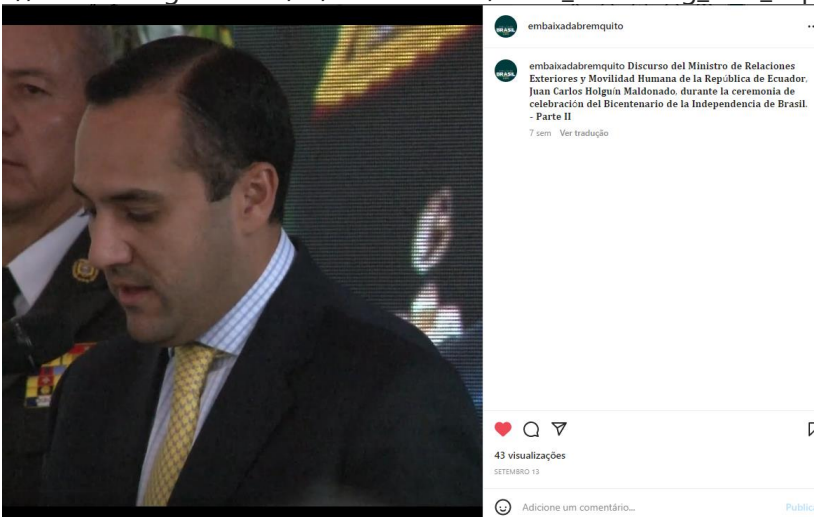 embaixadabremquito
embaixadabremquito Discurso del Ministro de Relaciones
Exteriores y Movilidad Humana de la República de Ecuador,
Juan Carlos Holguín Maldonado, durante la ceremonia de
celebración del Bicentenario de la Independencia de Brasil.
- Parte II
7 sem Ver tradução
43 visualizações
SETEMBRO 13
Adicione um comentário...